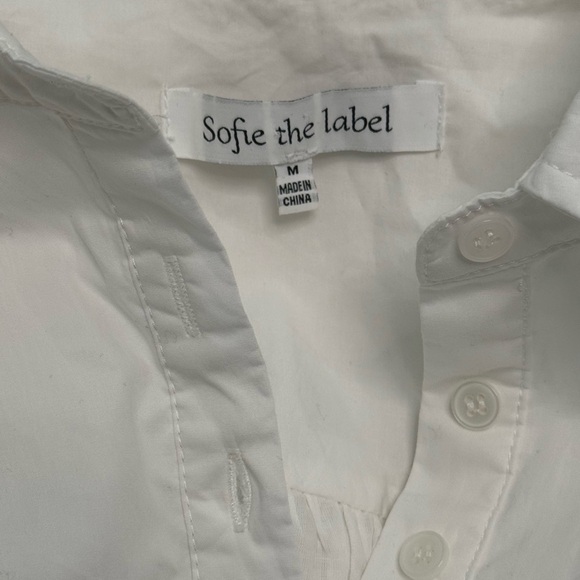 Sofie the label
M
MADE IN
CHINA